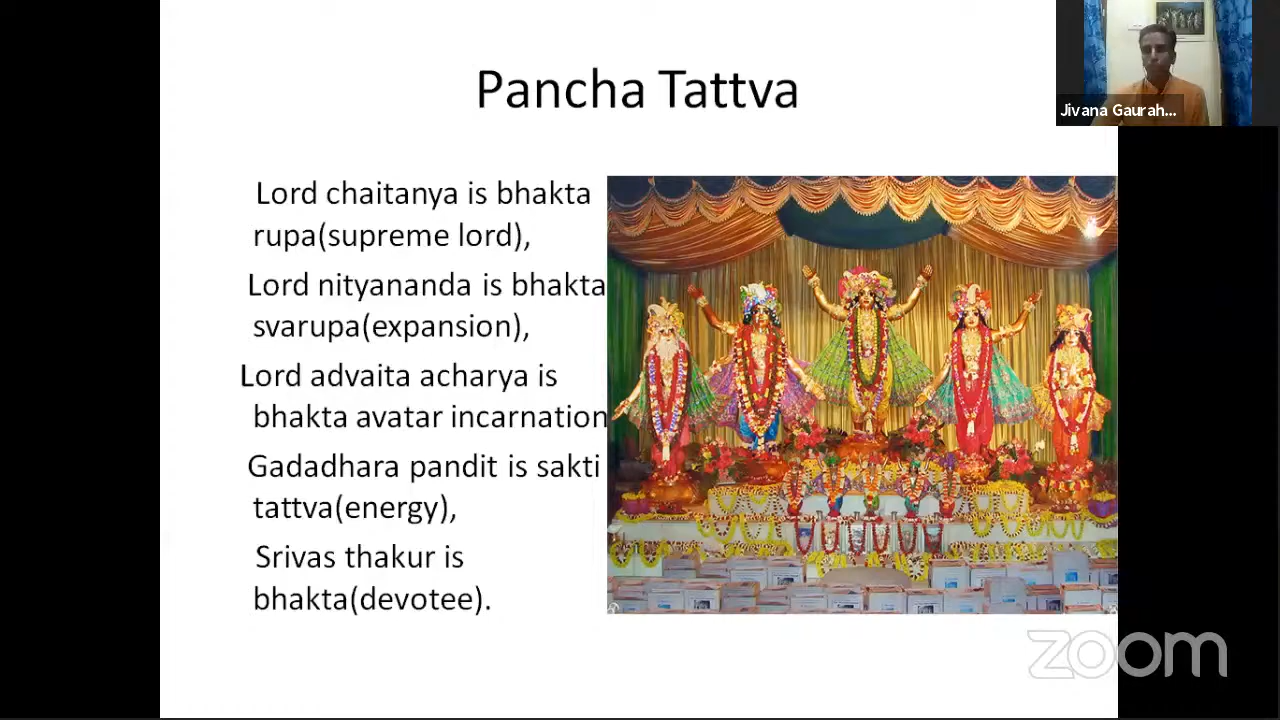 Pancha Tattva
Jivana Gaurah...
Lord chaitanya is bhakta
rupa(supreme lord),
Lord nityananda is bhakta
svarupa(expansion),
Lord advaita acharya is
bhakta avatar incarnation
Gadadhara pandit is sakti
tattva(energy),
Srivas thakur is
bhakta(devotee).
zoom